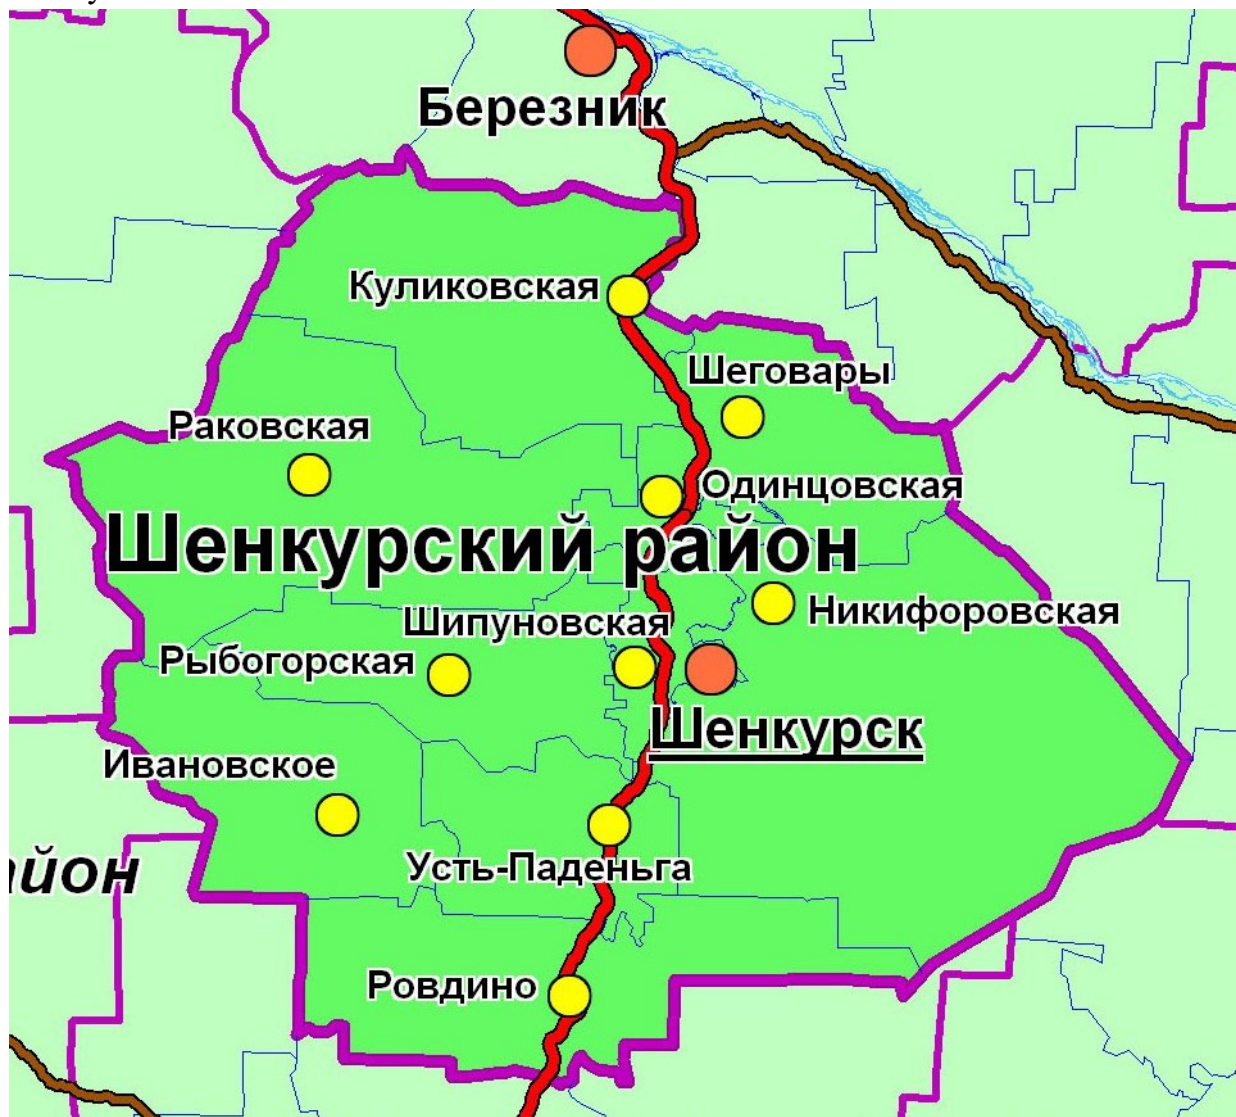 Березник
Куликовская
Шеговары
Раковская
Одинцовская
Шенкурский район
Никифоровская
Шипуновская
Рыбогорская
Шенкурск
Ивановское
Усть-Паденьга
йон
Ровдино